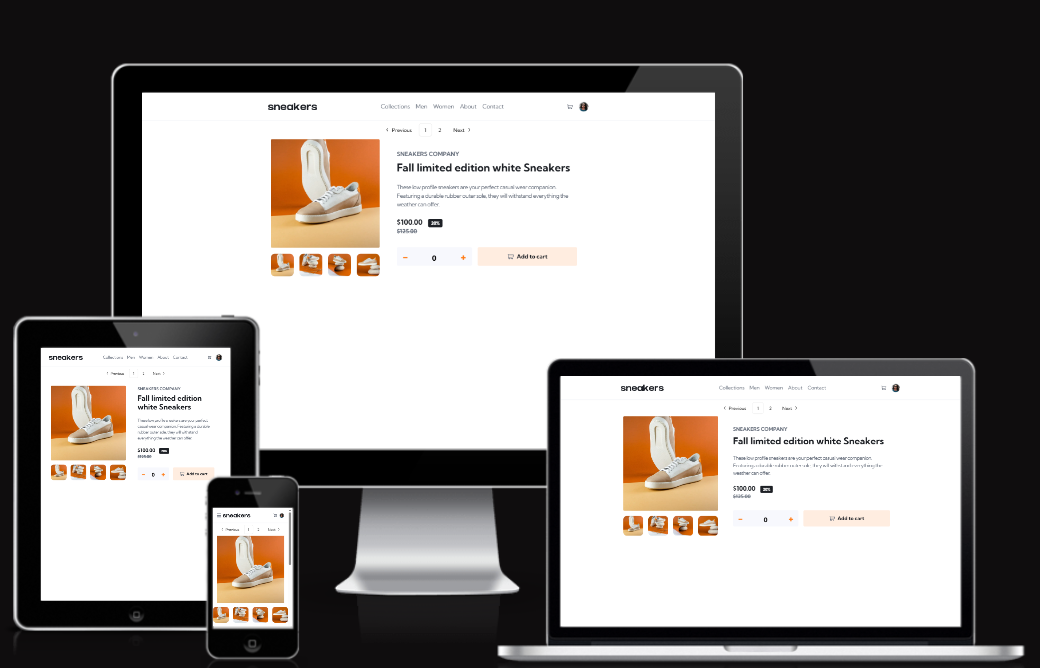 sneakers
Collections Men Women About Contact
Previous 1 2 Next
SNEAKERS COMPANY
Fall limited edition white Sneakers
These low profile sneakers are your perfect casual wear companion.
Featuring a durable rubber outer sole, they will withstand everything the
weather can offer.
$100.00 20%
$125.00
− 0 + Add to cart
sneakers
Collections Men Women About Contact
Previous 1 2 Next
SNEAKERS COMPANY
Fall limited edition
white Sneakers
These low profile sneakers are your perfect
casual wear companion. Featuring a durable
rubber outer sole, they will withstand
everything the weather can offer.
$100.00 20%
$125.00
− 0 + Add to cart
sneakers
Previous 1 2 Next
sneakers
Collections Men Women About Contact
Previous 1 2 Next
SNEAKERS COMPANY
Fall limited edition white Sneakers
These low profile sneakers are your perfect casual wear companion.
Featuring a durable rubber outer sole, they will withstand everything the
weather can offer.
$100.00 20%
$125.00
− 0 + Add to cart